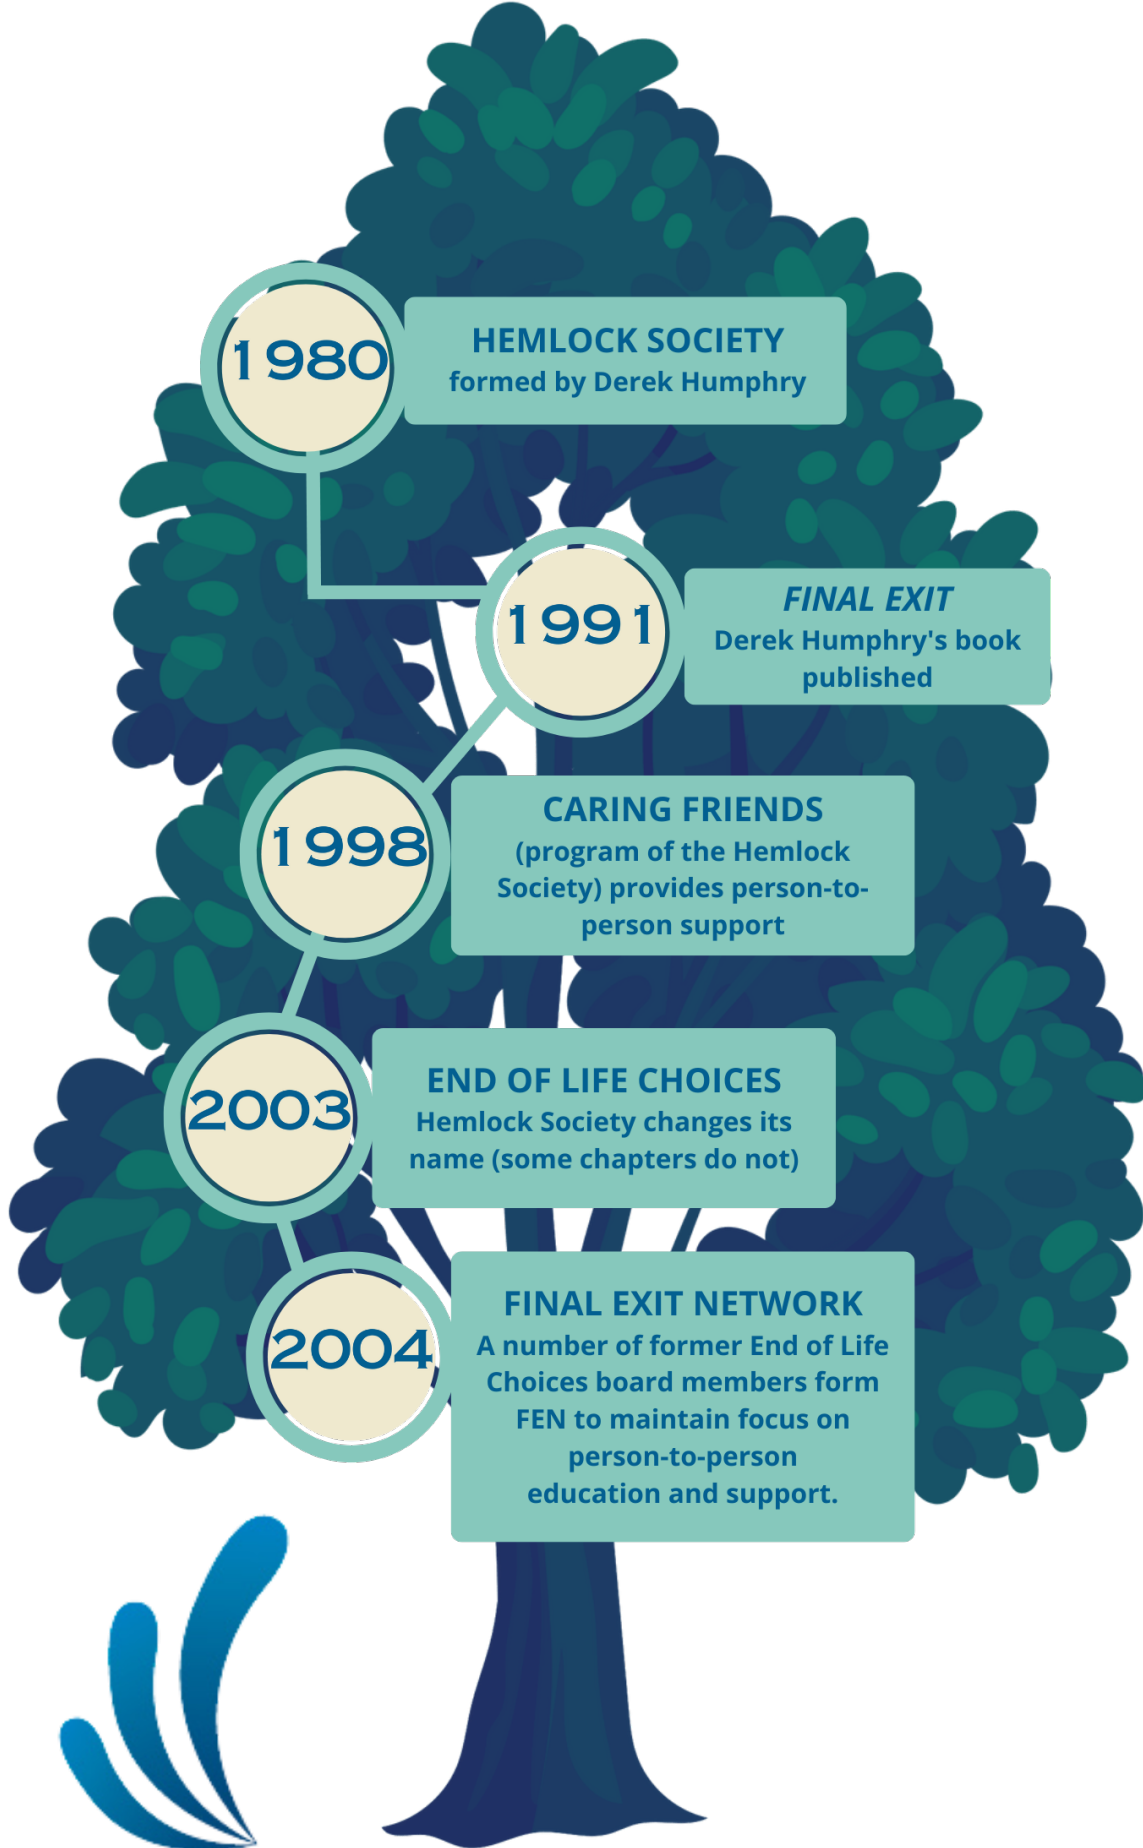 1980
HEMLOCK SOCIETY
formed by Derek Humphry
1991
FINAL EXIT
Derek Humphry's book
published
1998
CARING FRIENDS
(program of the Hemlock
Society) provides person-to-
person support
2003
END OF LIFE CHOICES
Hemlock Society changes its
name (some chapters do not)
2004
FINAL EXIT NETWORK
A number of former End of Life
Choices board members form
FEN to maintain focus on
person-to-person
education and support.